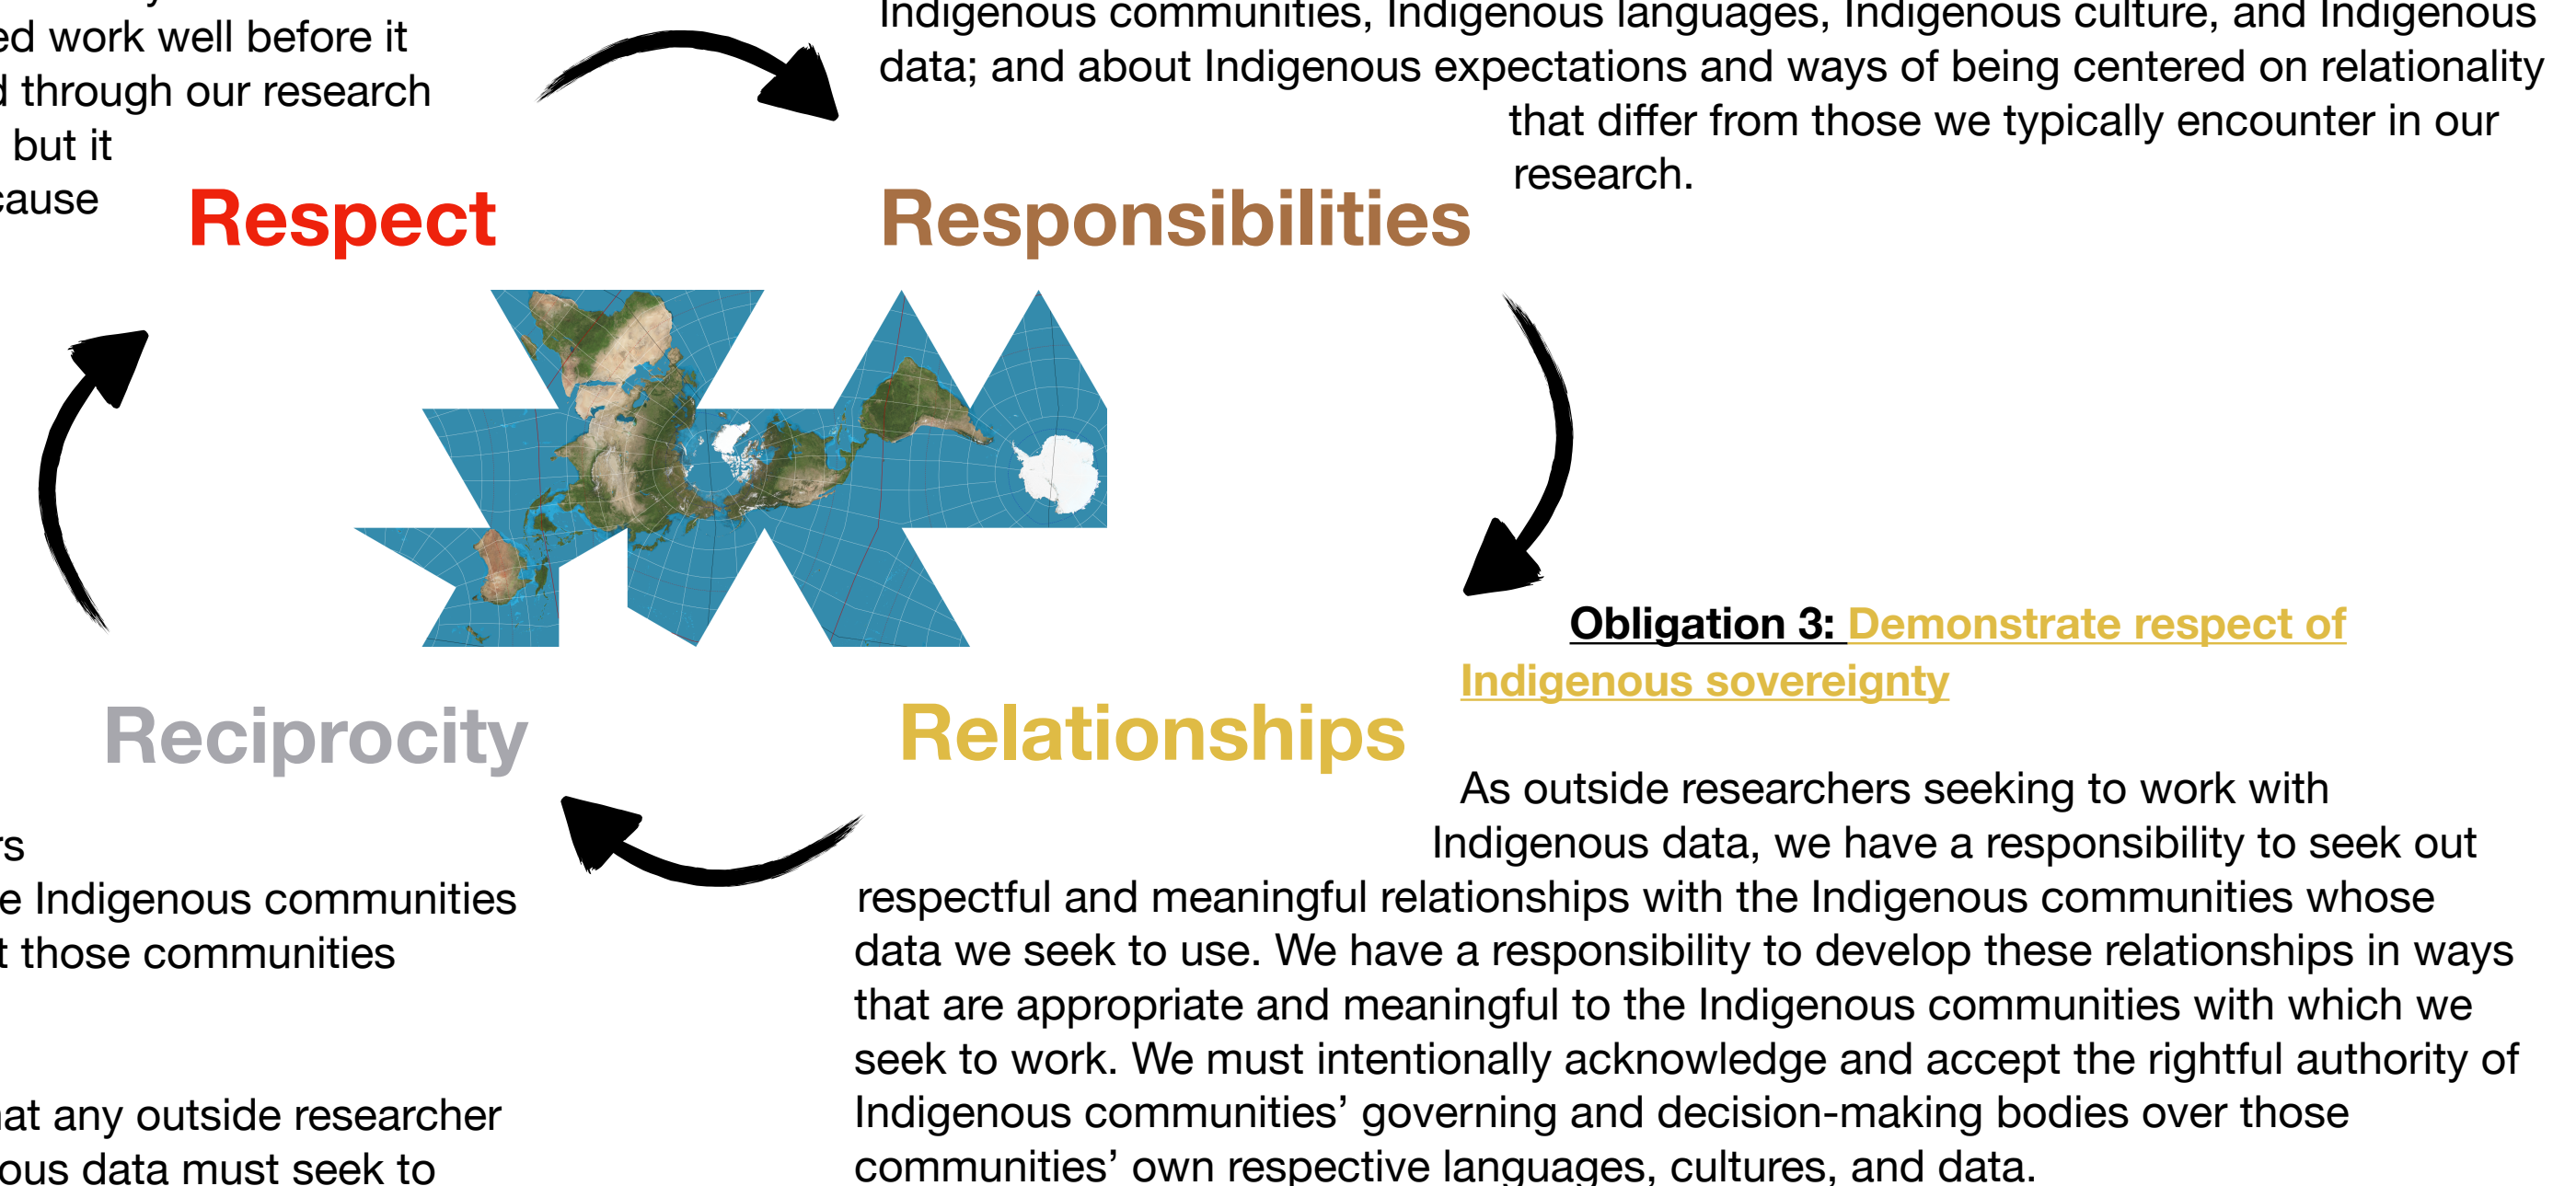 ed work well before it
through our research
but it
Respect
Indigenous communities, Indigenous languages, Indigenous culture, and Indigenous
data; and about Indigenous expectations and ways of being centered on relationality
that differ from those we typically encounter in our
research.
Responsibilities
Obligation 3: Demonstrate respect of
Indigenous sovereignty
Relationships
As outside researchers seeking to work with
Indigenous data, we have a responsibility to seek out
respectful and meaningful relationships with the Indigenous communities whose
data we seek to use. We have a responsibility to develop these relationships in ways
that are appropriate and meaningful to the Indigenous communities with which we
seek to work. We must intentionally acknowledge and accept the rightful authority of
Indigenous communities’ governing and decision-making bodies over those
communities’ own respective languages, cultures, and data.
Reciprocity
rs
e Indigenous communities
t those communities
at any outside researcher
ous data must seek to